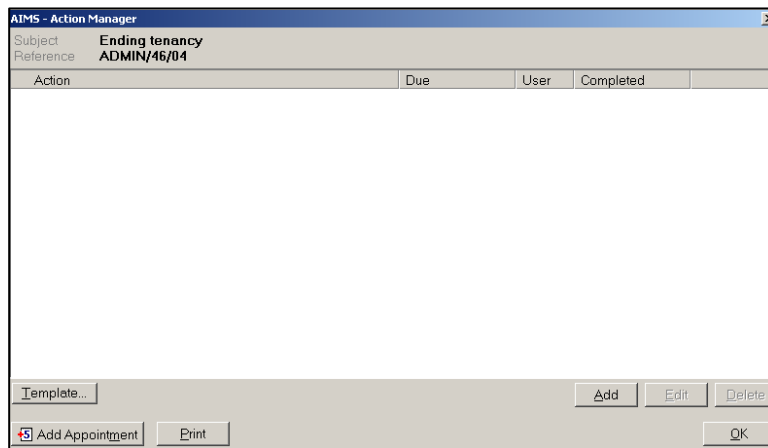 AIMS - Action Manager
Subject Ending tenancy
Reference ADMIN/46/04
Action Due User Completed
Template... Add Edit Delete
Add Appointment Print OK